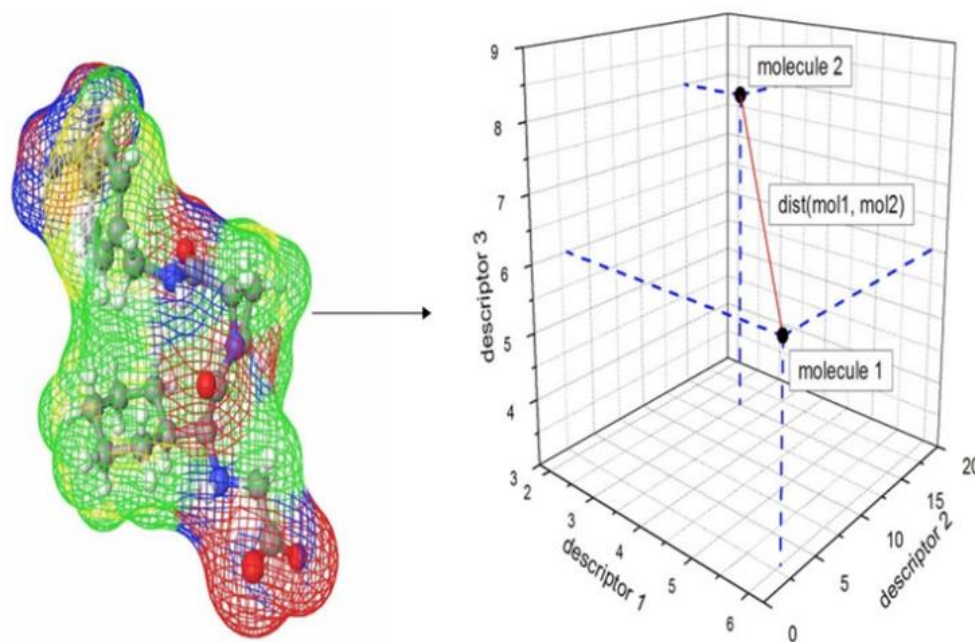 9
8
7
6
5
4
3
descriptor 3
2
3
4
5
6
descriptor 1
0
5
10
15
20
descriptor 2
molecule 2
dist(mol1, mol2)
molecule 1